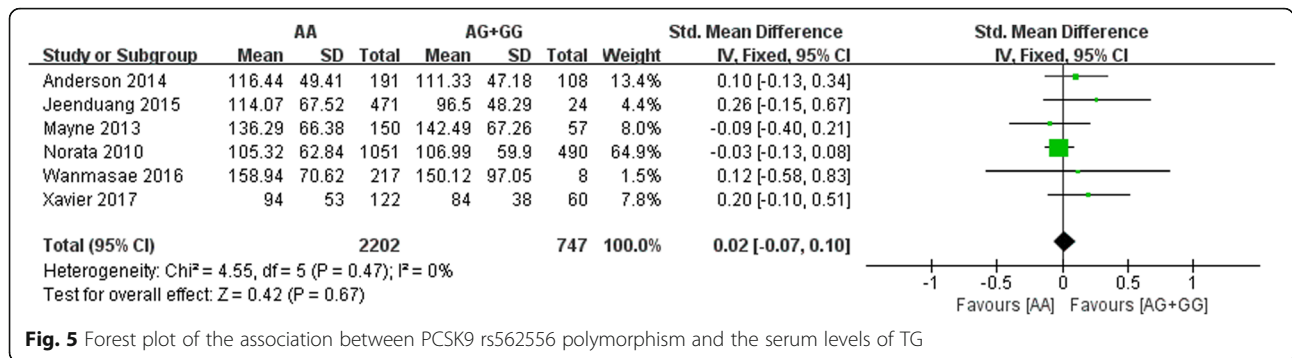 AA AG+GG Std. Mean Difference Std. Mean Difference
Study or Subgroup Mean SD Total Mean SD Total Weight IV, Fixed, 95% CI IV, Fixed, 95% CI
Anderson 2014 116.44 49.41 191 111.33 47.18 108 13.4% 0.10 [-0.13, 0.34]
Jeenduang 2015 114.07 67.52 471 96.5 48.29 24 4.4% 0.26 [-0.15, 0.67]
Mayne 2013 136.29 66.38 150 142.49 67.26 57 8.0% -0.09 [-0.40, 0.21]
Norata 2010 105.32 62.84 1051 106.99 59.9 490 64.9% -0.03 [-0.13, 0.08]
Wanmasae 2016 158.94 70.62 217 150.12 97.05 8 1.5% 0.12 [-0.58, 0.83]
Xavier 2017 94 53 122 84 38 60 7.8% 0.20 [-0.10, 0.51]
Total (95% CI) 2202 747 100.0% 0.02 [-0.07, 0.10]
Heterogeneity: Chi² = 4.55, df = 5 (P = 0.47); I² = 0%
Test for overall effect: Z = 0.42 (P = 0.67)
-1 -0.5 0 0.5 1
Favours [AA] Favours [AG+GG]
Fig. 5 Forest plot of the association between PCSK9 rs562556 polymorphism and the serum levels of TG